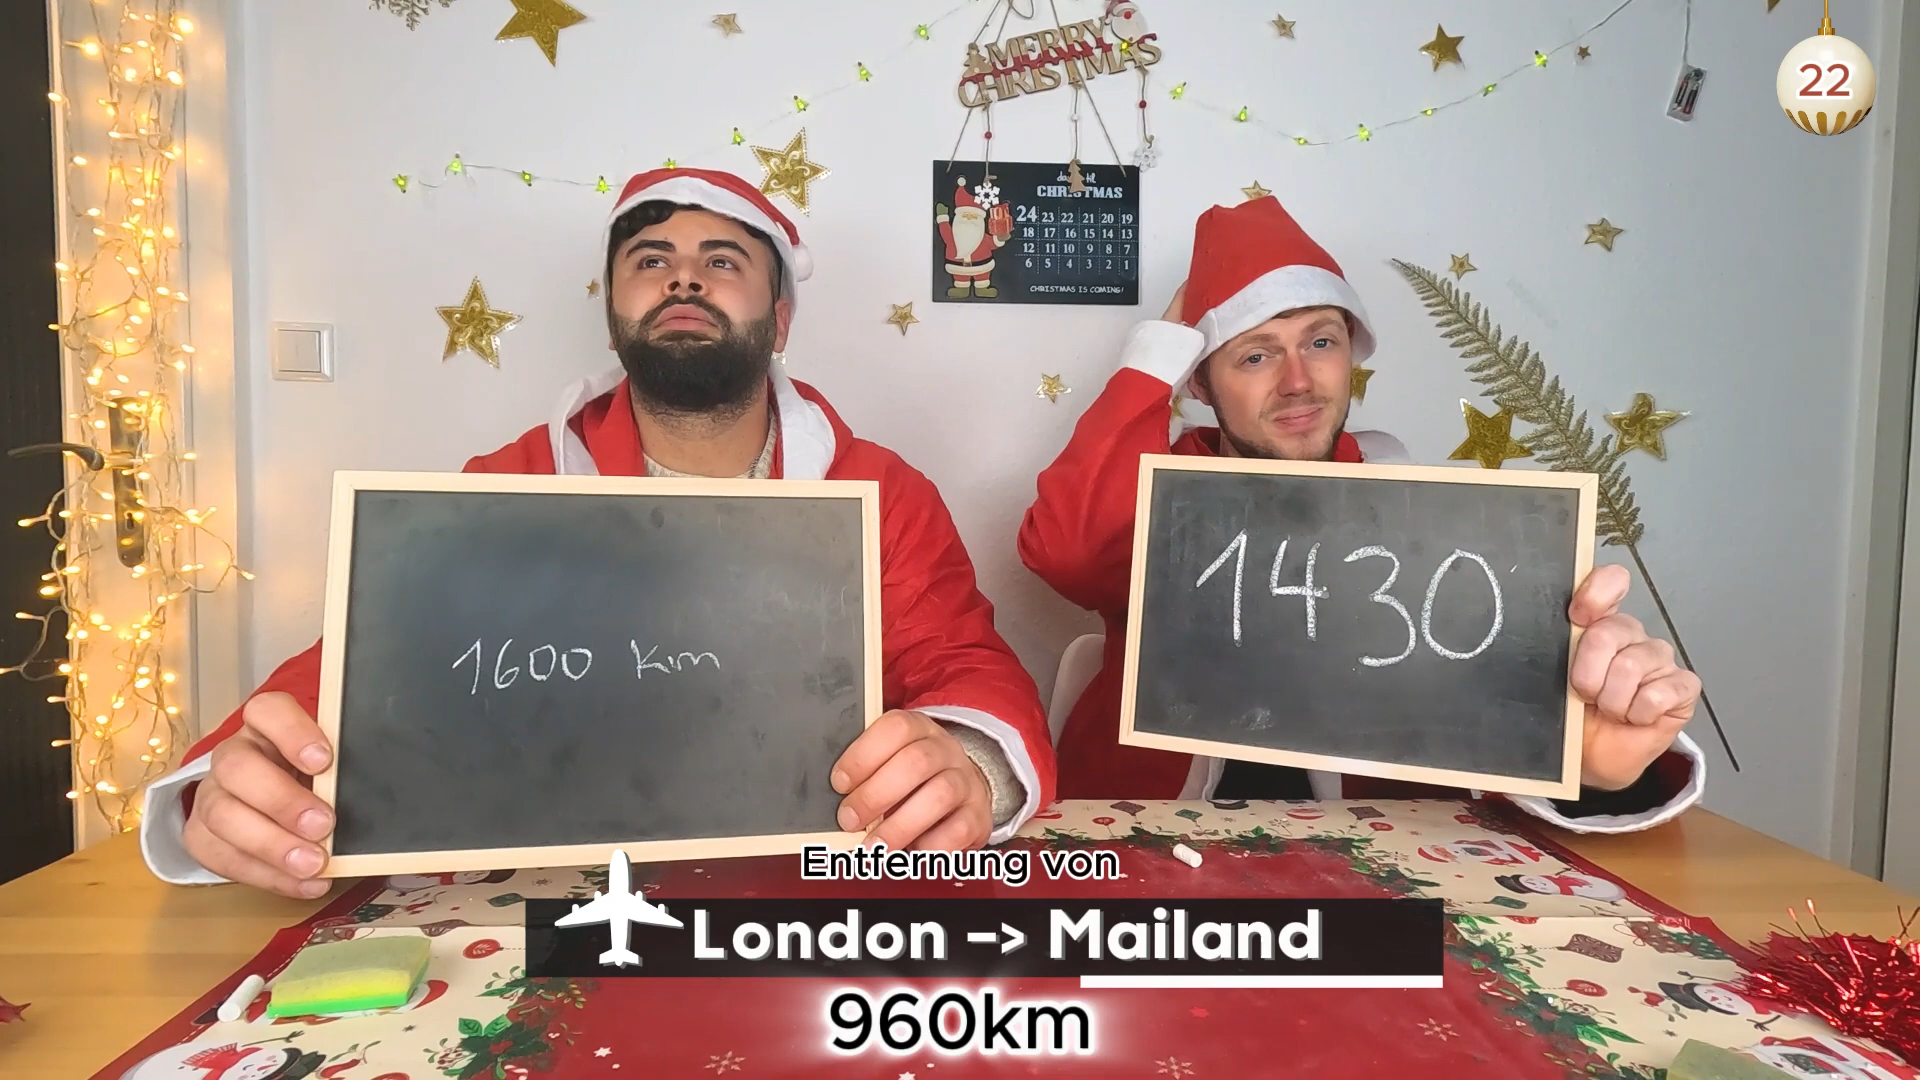 MERRY
CHRISTMAS
22
CHRISTMAS
24 23 22 21 20 19
18 17 16 15 14 13
12 11 10 9 8 7
6 5 4 3 2 1
CHRISTMAS IS COMING!
1600 km
1430
Entfernung von
London -> Mailand
960km